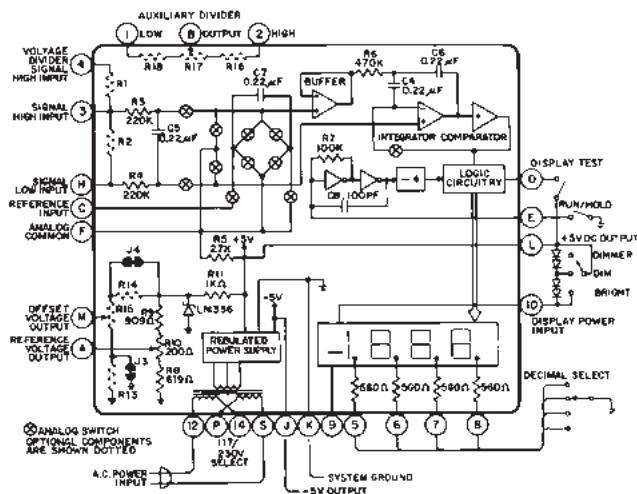 AUXILIARY DIVIDER
1 LOW
B OUTPUT
2 HIGH
R18
R17
R16
VOLTAGE
DIVIDER
SIGNAL
HIGH INPUT
4
R1
SIGNAL
HIGH INPUT
3
R3
220K
C5
0.22µF
R2
SIGNAL
LOW INPUT
H
R4
220K
REFERENCE
INPUT
C
ANALOG
COMMON
F
C7
0.22µF
BUFFER
R6
470K
C4
0.22µF
C6
0.22µF
INTEGRATOR
COMPARATOR
R7
100K
C8
100PF
÷4
LOGIC
CIRCUITRY
D
DISPLAY TEST
E
RUN/HOLD
L
+5V DC OUTPUT
DIMMER
DIM
BRIGHT
10
DISPLAY POWER
INPUT
R5
27K
+5V
R11
1KΩ
-5V
LM336
REGULATED
POWER SUPPLY
J4
R14
R15
R9
909Ω
R10
200Ω
R8
619Ω
J3
R13
OFFSET
VOLTAGE
OUTPUT
M
REFERENCE
VOLTAGE
OUTPUT
A
560Ω
560Ω
560Ω
560Ω
DECIMAL SELECT
12
P
14
S
J
K
9
5
6
7
8
117/
230V
SELECT
ANALOG SWITCH
OPTIONAL COMPONENTS
ARE SHOWN DOTTED
A.C. POWER
INPUT
SYSTEM GROUND
-5V OUTPUT